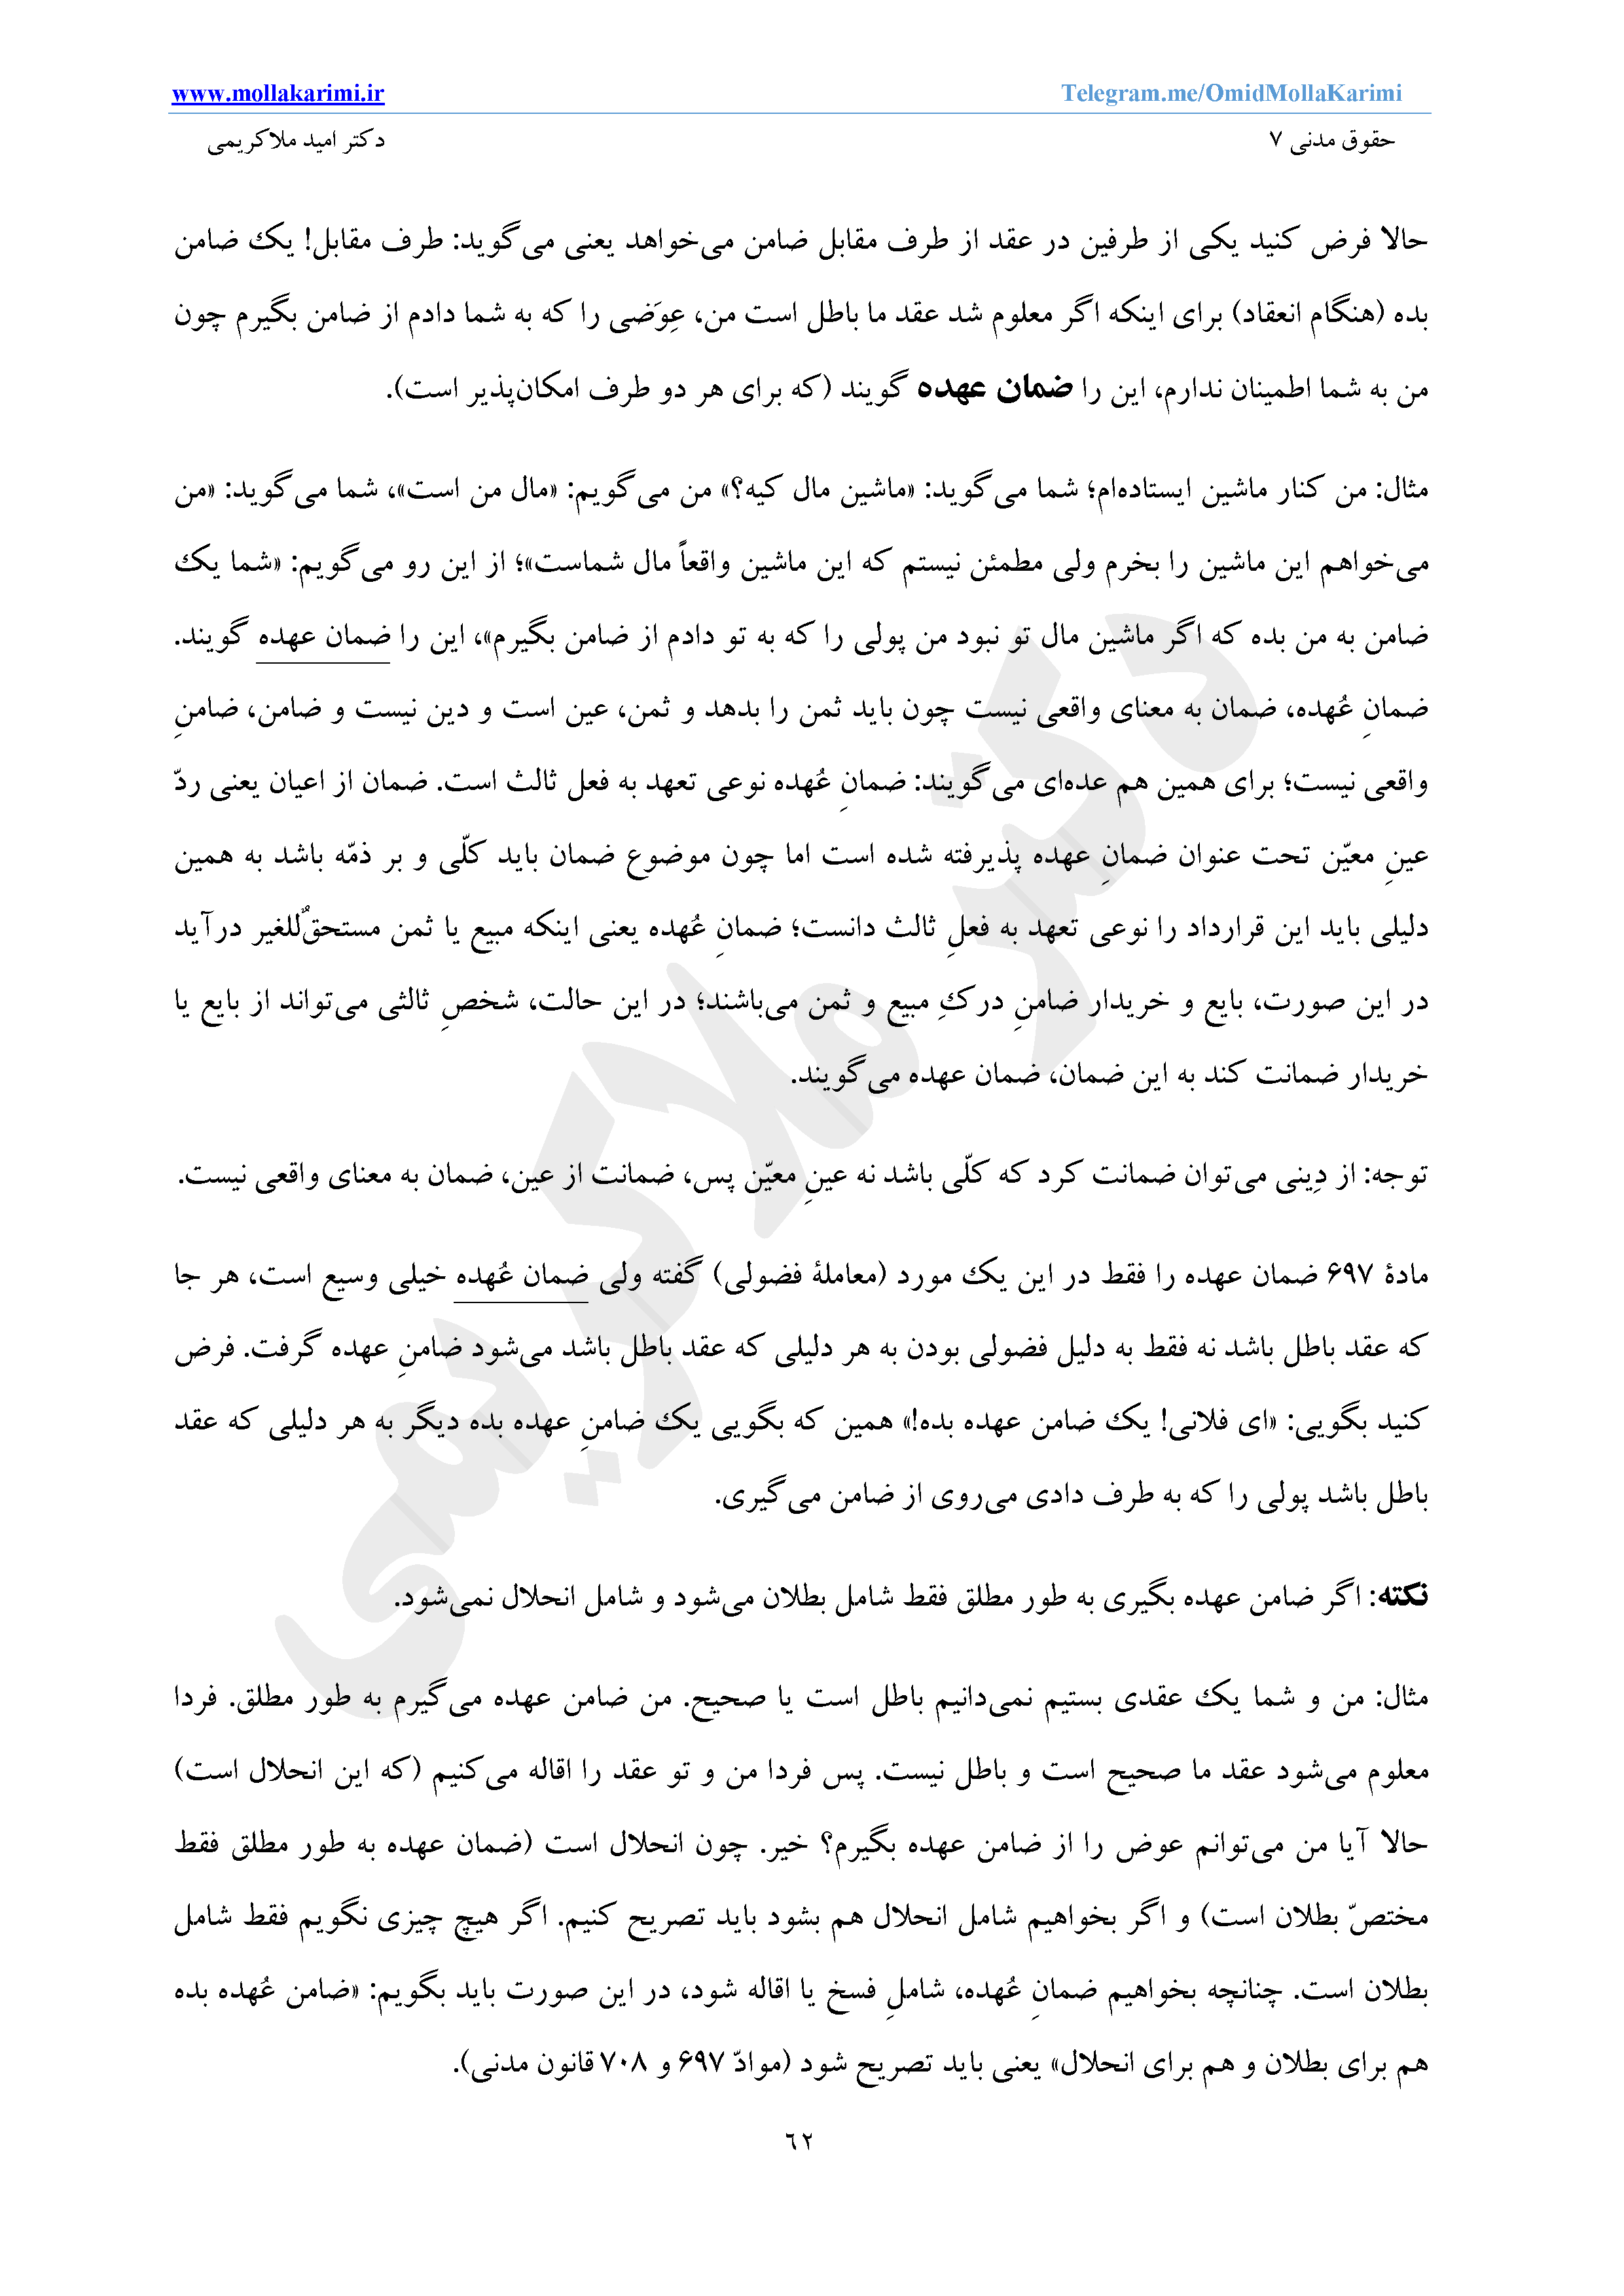 www.mollakarimi.ir Telegram.me/OmidMollaKarimi
حقوق مدنی ۷ دکتر امید ملاکریمی
حالا فرض کنید یکی از طرفین در عقد از طرف مقابل ضامن می‌خواهد یعنی می‌گوید: طرف مقابل! یک ضامن
بده (هنگام انعقاد) برای اینکه اگر معلوم شد عقد ما باطل است من، عِوَضی را که به شما دادم از ضامن بگیرم چون
من به شما اطمینان ندارم، این را ضمان عهده گویند (که برای هر دو طرف امکان‌پذیر است).
مثال: من کنار ماشین ایستاده‌ام؛ شما می‌گوید: «ماشین مال کیه؟» من می‌گویم: «مال من است»، شما می‌گوید: «من
می‌خواهم این ماشین را بخرم ولی مطمئن نیستم که این ماشین واقعاً مال شماست»؛ از این رو می‌گویم: «شما یک
ضامن به من بده که اگر ماشین مال تو نبود من پولی را که به تو دادم از ضامن بگیرم»، این را ضمان عهده گویند.
ضمانِ عُهده، ضمان به معنای واقعی نیست چون باید ثمن را بدهد و ثمن، عین است و دین نیست و ضامن، ضامنِ
واقعی نیست؛ برای همین هم عده‌ای می‌گویند: ضمانِ عُهده نوعی تعهد به فعل ثالث است. ضمان از اعیان یعنی ردّ
عینِ معیّن تحت عنوان ضمانِ عهده پذیرفته شده است اما چون موضوع ضمان باید کلّی و بر ذمّه باشد به همین
دلیلی باید این قرارداد را نوعی تعهد به فعلِ ثالث دانست؛ ضمانِ عُهده یعنی اینکه مبیع یا ثمن مستحقٌ‌للغیر درآید
در این صورت، بایع و خریدار ضامنِ درکِ مبیع و ثمن می‌باشند؛ در این حالت، شخصِ ثالثی می‌تواند از بایع یا
خریدار ضمانت کند به این ضمان، ضمان عهده می‌گویند.
توجه: از دِینی می‌توان ضمانت کرد که کلّی باشد نه عینِ معیّن پس، ضمانت از عین، ضمان به معنای واقعی نیست.
مادۀ ۶۹۷ ضمان عهده را فقط در این یک مورد (معاملۀ فضولی) گفته ولی ضمان عُهده خیلی وسیع است، هر جا
که عقد باطل باشد نه فقط به دلیل فضولی بودن به هر دلیلی که عقد باطل باشد می‌شود ضامنِ عهده گرفت. فرض
کنید بگویی: «ای فلانی! یک ضامن عهده بده!» همین که بگویی یک ضامنِ عهده بده دیگر به هر دلیلی که عقد
باطل باشد پولی را که به طرف دادی می‌روی از ضامن می‌گیری.
نکته: اگر ضامن عهده بگیری به طور مطلق فقط شامل بطلان می‌شود و شامل انحلال نمی‌شود.
مثال: من و شما یک عقدی بستیم نمی‌دانیم باطل است یا صحیح. من ضامن عهده می‌گیرم به طور مطلق. فردا
معلوم می‌شود عقد ما صحیح است و باطل نیست. پس فردا من و تو عقد را اقاله می‌کنیم (که این انحلال است)
حالا آیا من می‌توانم عوض را از ضامن عهده بگیرم؟ خیر. چون انحلال است (ضمان عهده به طور مطلق فقط
مختصّ بطلان است) و اگر بخواهیم شامل انحلال هم بشود باید تصریح کنیم. اگر هیچ چیزی نگویم فقط شامل
بطلان است. چنانچه بخواهیم ضمانِ عُهده، شاملِ فسخ یا اقاله شود، در این صورت باید بگویم: «ضامن عُهده بده
هم برای بطلان و هم برای انحلال» یعنی باید تصریح شود (موادّ ۶۹۷ و ۷۰۸ قانون مدنی).
٦٢
دکتر ملاکریمی